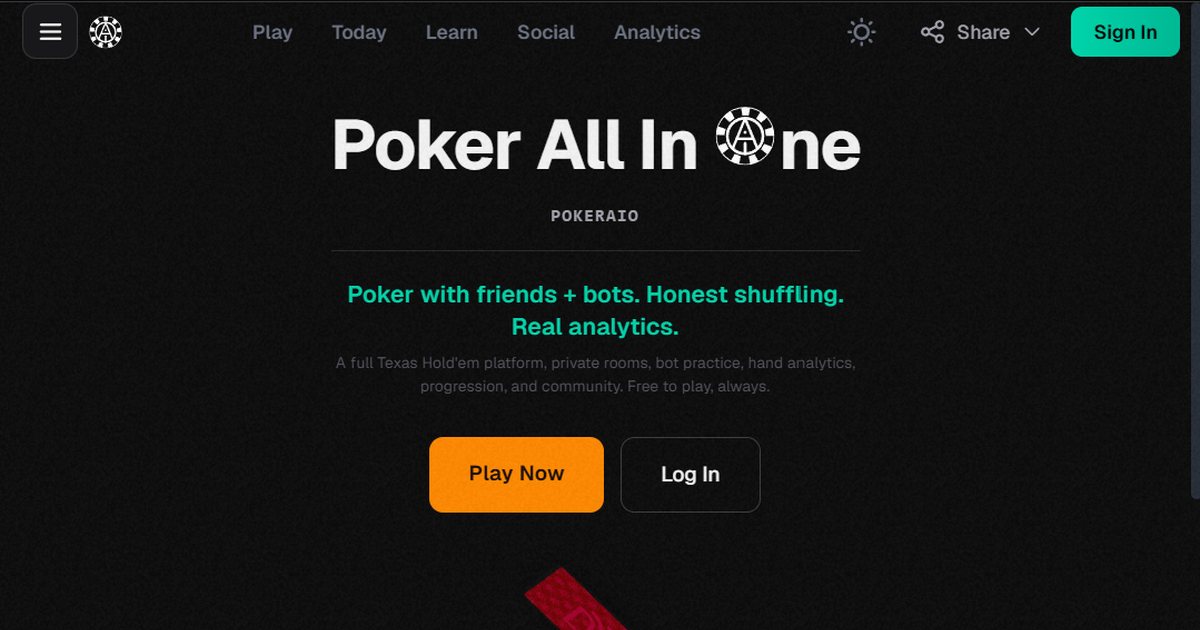 Play Today Learn Social Analytics Share Sign In
Poker All In One
POKERAIO
Poker with friends + bots. Honest shuffling.
Real analytics.
A full Texas Hold'em platform, private rooms, bot practice, hand analytics,
progression, and community. Free to play, always.
Play Now Log In